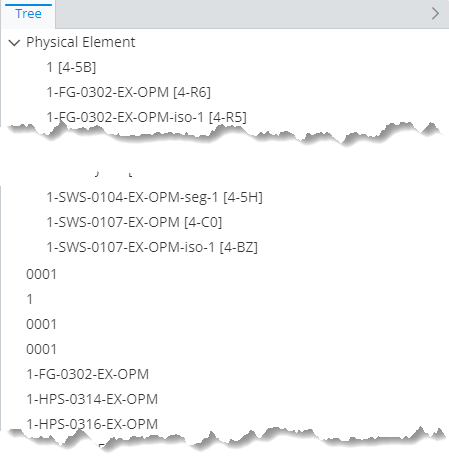 Tree
Physical Element
1 [4-5B]
1-FG-0302-EX-OPM [4-R6]
1-FG-0302-EX-OPM-iso-1 [4-R5]
1-SWS-0104-EX-OPM-seg-1 [4-5H]
1-SWS-0107-EX-OPM [4-C0]
1-SWS-0107-EX-OPM-iso-1 [4-BZ]
0001
1
0001
0001
1-FG-0302-EX-OPM
1-HPS-0314-EX-OPM
1-HPS-0316-EX-OPM